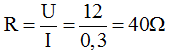 R = U/I = 12/0,3 = 40Ω